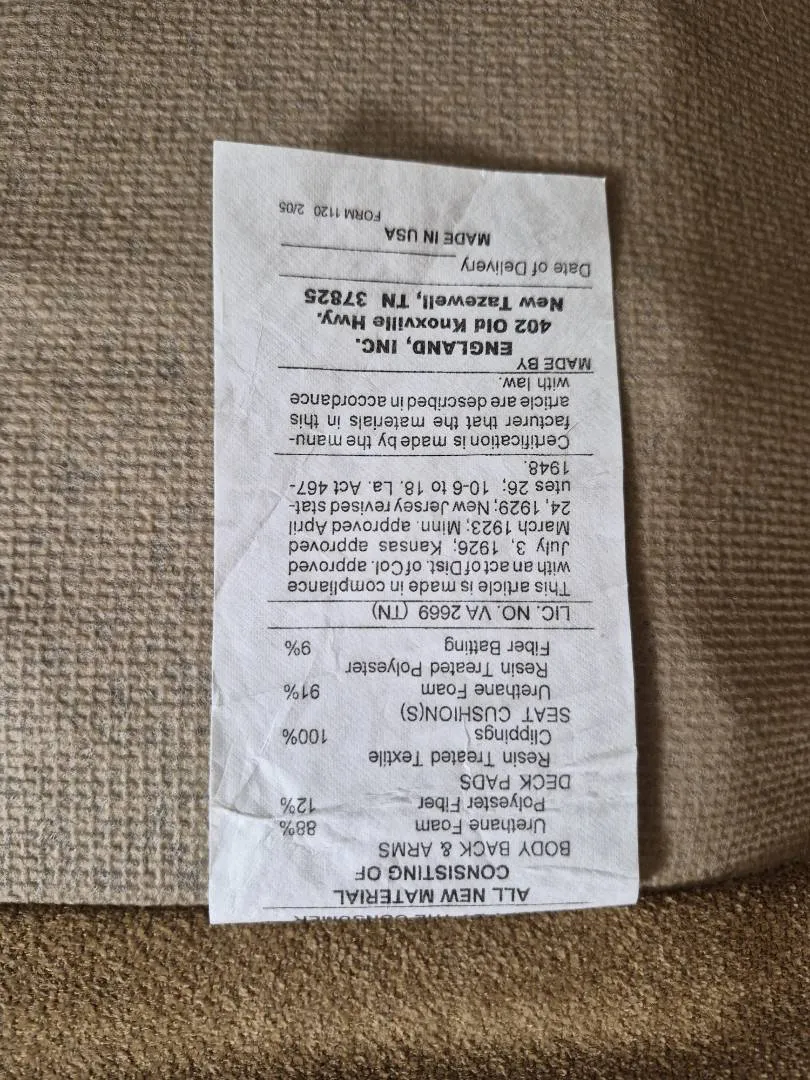 THE CONSUMER
ALL NEW MATERIAL
CONSISTING OF
BODY BACK & ARMS
Urethane Foam 88%
Polyester Fiber 12%
DECK PADS
Resin Treated Textile
Clippings 100%
SEAT CUSHION(S)
Urethane Foam 91%
Resin Treated Polyester
Fiber Batting 9%
LIC. NO. VA 2669 (TN)
This article is made in compliance
with an act of Dist. of Col. approved
July 3, 1926; Kansas approved
March 1923; Minn. approved April
24, 1929; New Jersey revised stat-
utes 26; 10-6 to 18. La. Act 467-
1948.
Certification is made by the manu-
facturer that the materials in this
article are described in accordance
with law.
MADE BY
ENGLAND, INC.
402 Old Knoxville Hwy.
New Tazewell, TN 37825
Date of Delivery
MADE IN USA
FORM 1120 2/05